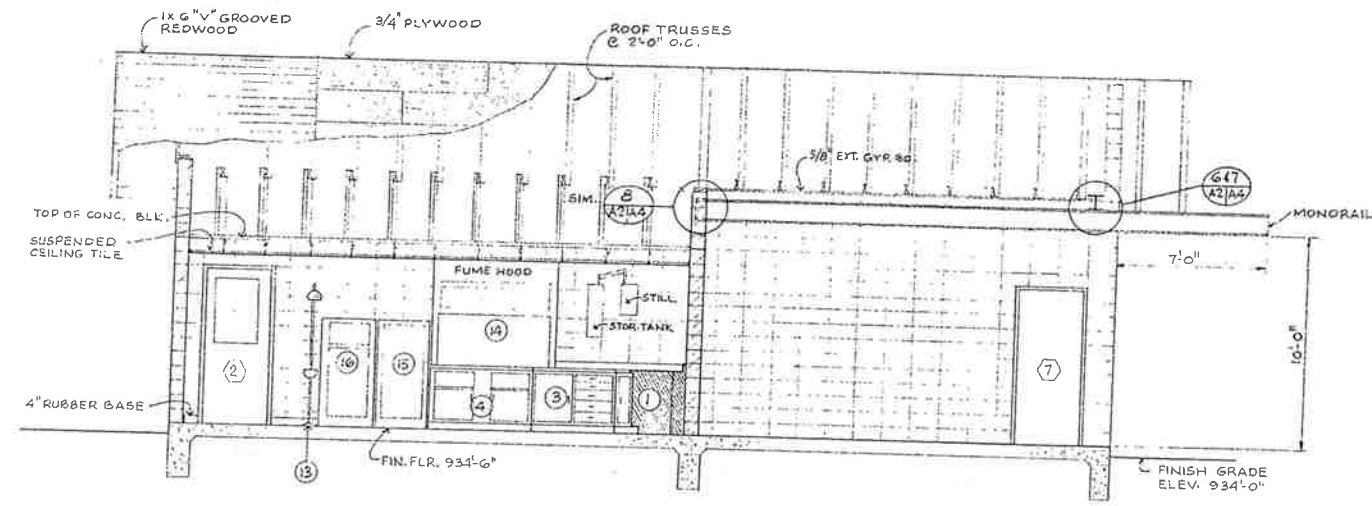 1x 6 "V" GROOVED
REDWOOD
3/4" PLYWOOD
ROOF TRUSSES
@ 2'-0" O.C.
5/8" EXT. GYP. BD.
6&7
A2|A4
SIM.
8
A2|A4
MONORAIL
TOP OF CONC. BLK.
SUSPENDED
CEILING TILE
7'-0"
FUME HOOD
STILL
STOR. TANK
14
10'-0"
2
16
15
7
4
3
1
4" RUBBER BASE
13
FIN. FLR. 934'-6"
FINISH GRADE
ELEV. 934'-0"